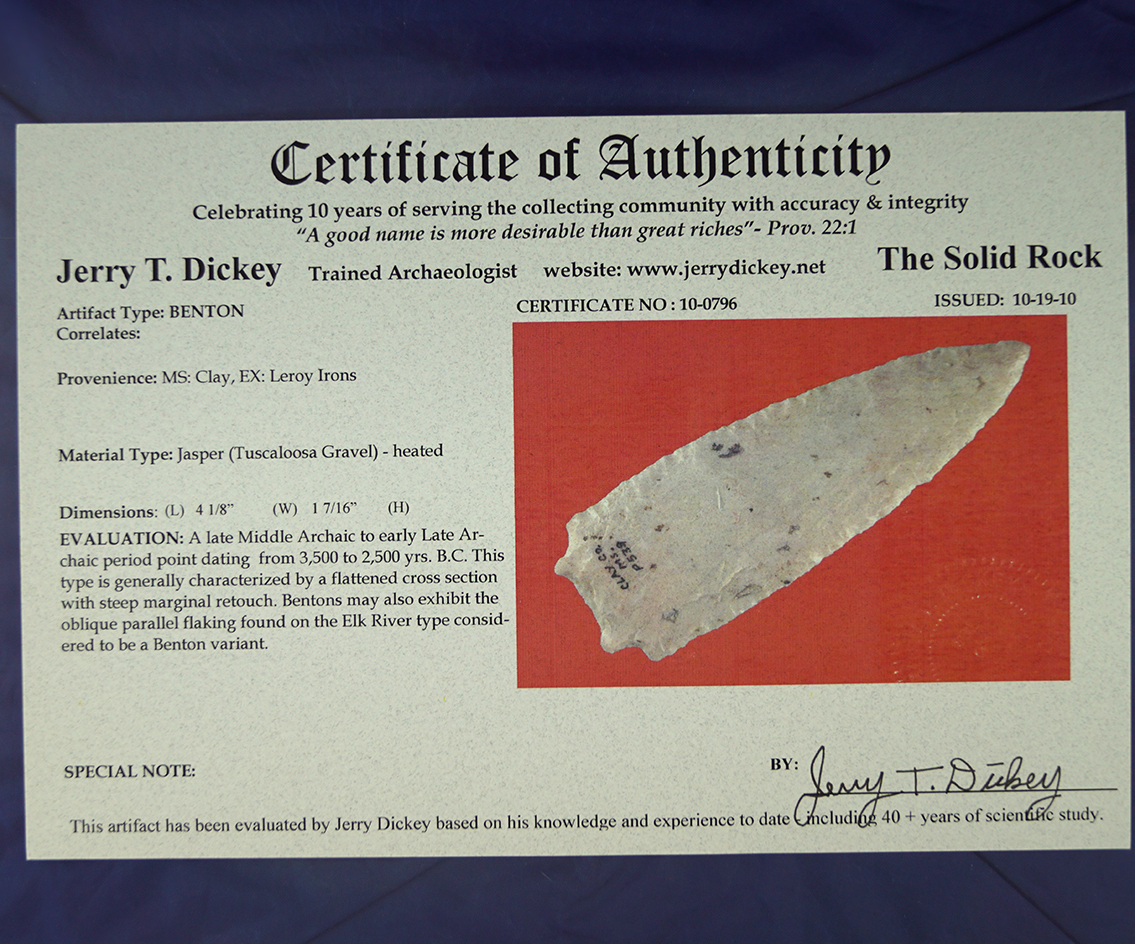 Certificate of Authenticity
Celebrating 10 years of serving the collecting community with accuracy & integrity
“A good name is more desirable than great riches”- Prov. 22:1
Jerry T. Dickey Trained Archaeologist website: www.jerrydickey.net The Solid Rock
Artifact Type: BENTON
Correlates:
CERTIFICATE NO : 10-0796
ISSUED: 10-19-10
Provenience: MS: Clay, EX: Leroy Irons
Material Type: Jasper (Tuscaloosa Gravel) - heated
Dimensions: (L) 4 1/8” (W) 1 7/16” (H)
EVALUATION: A late Middle Archaic to early Late Ar-
chaic period point dating from 3,500 to 2,500 yrs. B.C. This
type is generally characterized by a flattened cross section
with steep marginal retouch. Bentons may also exhibit the
oblique parallel flaking found on the Elk River type consid-
ered to be a Benton variant.
CLAY CO.
MS.
P539
SPECIAL NOTE:
BY: Jerry T. Dickey
This artifact has been evaluated by Jerry Dickey based on his knowledge and experience to date including 40 + years of scientific study.